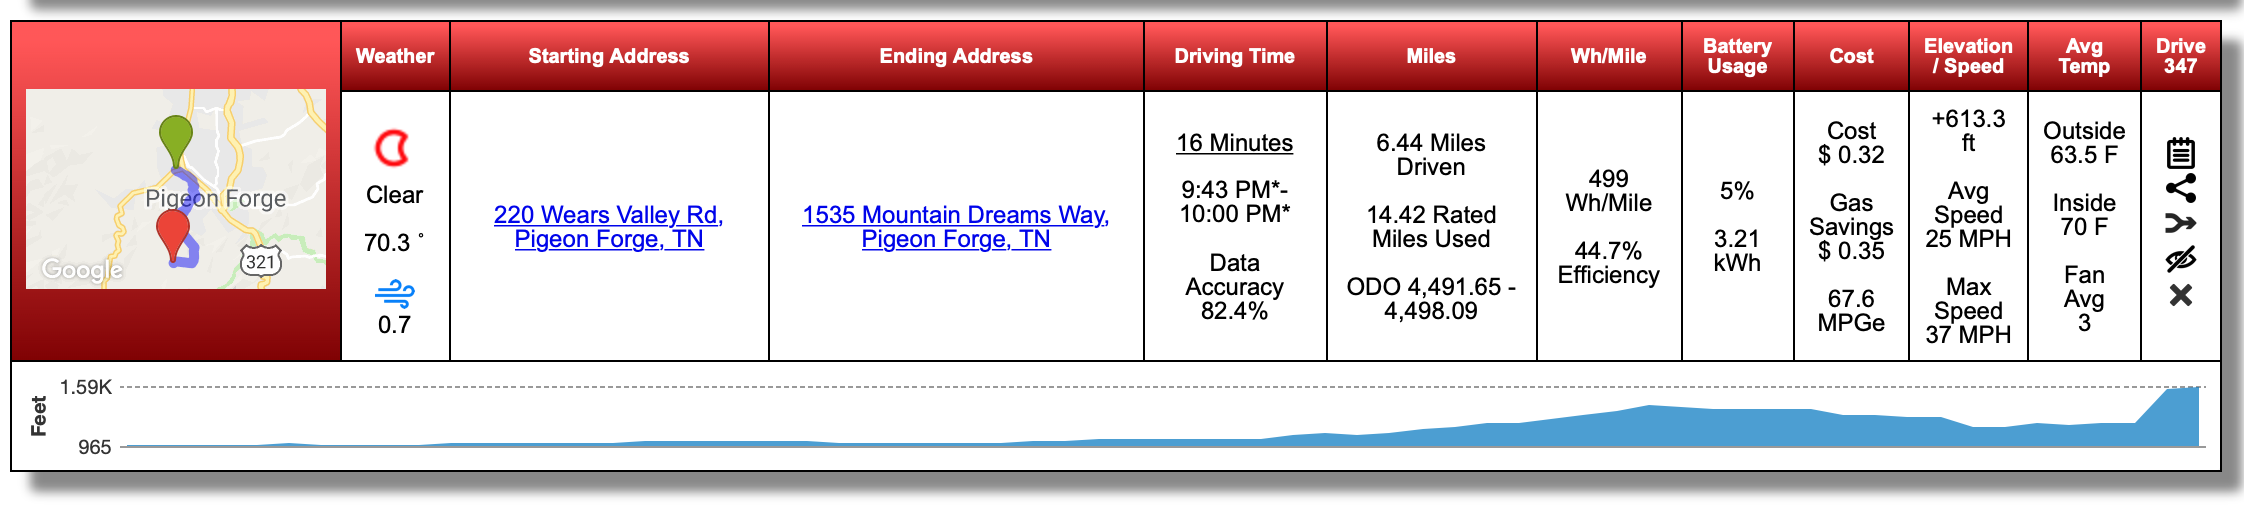 Weather
Starting Address
Ending Address
Driving Time
Miles
Wh/Mile
Battery
Usage
Cost
Elevation
/ Speed
Avg
Temp
Drive
347
Pigeon Forge
321
Google
Clear
70.3 °
0.7
220 Wears Valley Rd,
Pigeon Forge, TN
1535 Mountain Dreams Way,
Pigeon Forge, TN
16 Minutes
9:43 PM*-
10:00 PM*
Data
Accuracy
82.4%
6.44 Miles
Driven
14.42 Rated
Miles Used
ODO 4,491.65 -
4,498.09
499
Wh/Mile
44.7%
Efficiency
5%
3.21
kWh
Cost
$ 0.32
Gas
Savings
$ 0.35
67.6
MPGe
+613.3
ft
Avg
Speed
25 MPH
Max
Speed
37 MPH
Outside
63.5 F
Inside
70 F
Fan
Avg
3
Feet
1.59K
965